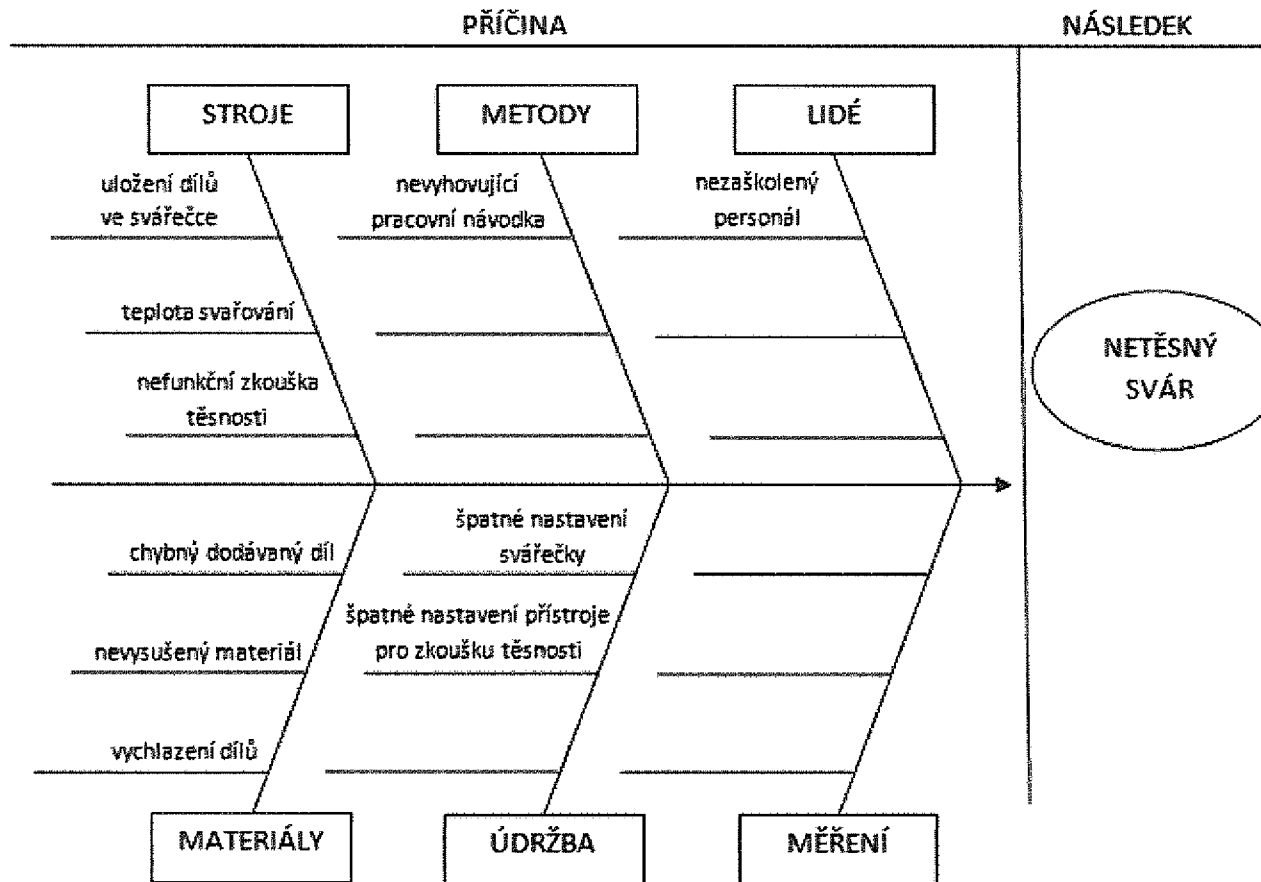 PŘÍČINA
NÁSLEDEK
STROJE
METODY
LIDÉ
uložení dílů
ve svářečce
nevyhovující
pracovní návodka
nezaškolený
personál
teplota svařování
nefunkční zkouška
těsnosti
NETĚSNÝ
SVÁR
chybný dodávaný díl
špatné nastavení
svářečky
nevysušený materiál
špatné nastavení přístroje
pro zkoušku těsnosti
vychlazení dílů
MATERIÁLY
ÚDRŽBA
MĚŘENÍ